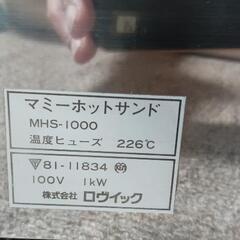 マミーホットサンド
MHS-1000
温度ヒューズ 226℃
81-11834
100V 1kW
株式会社 ロヴイック